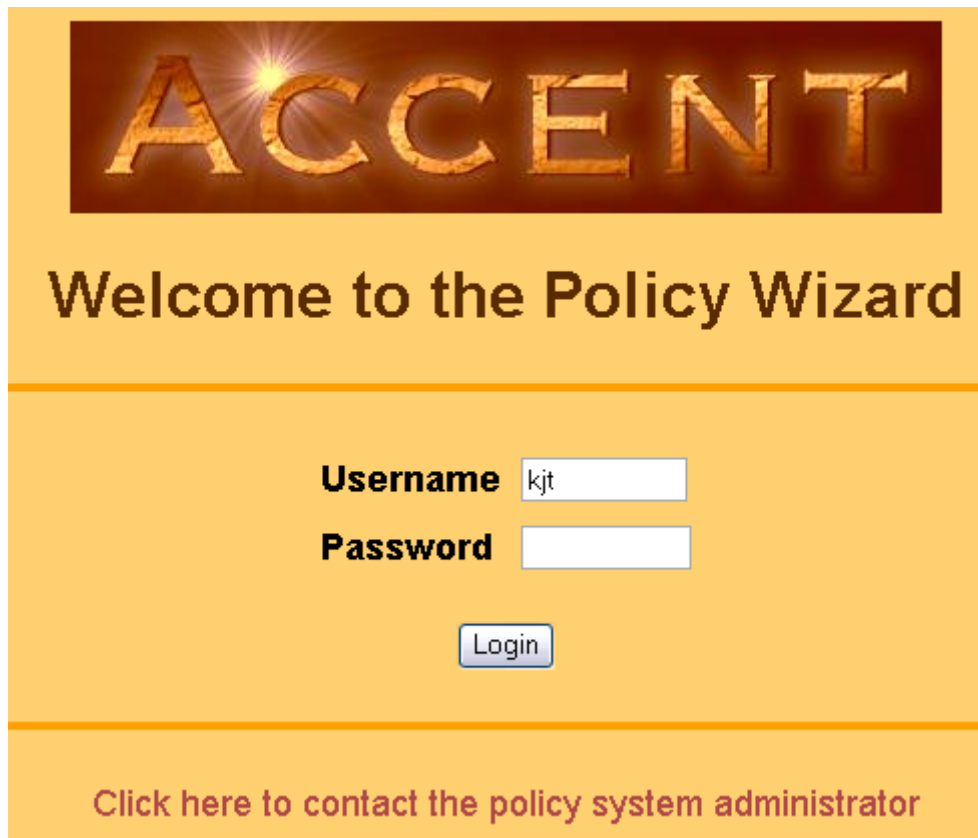 ACCENT
Welcome to the Policy Wizard
Username kjt
Password
Login
Click here to contact the policy system administrator